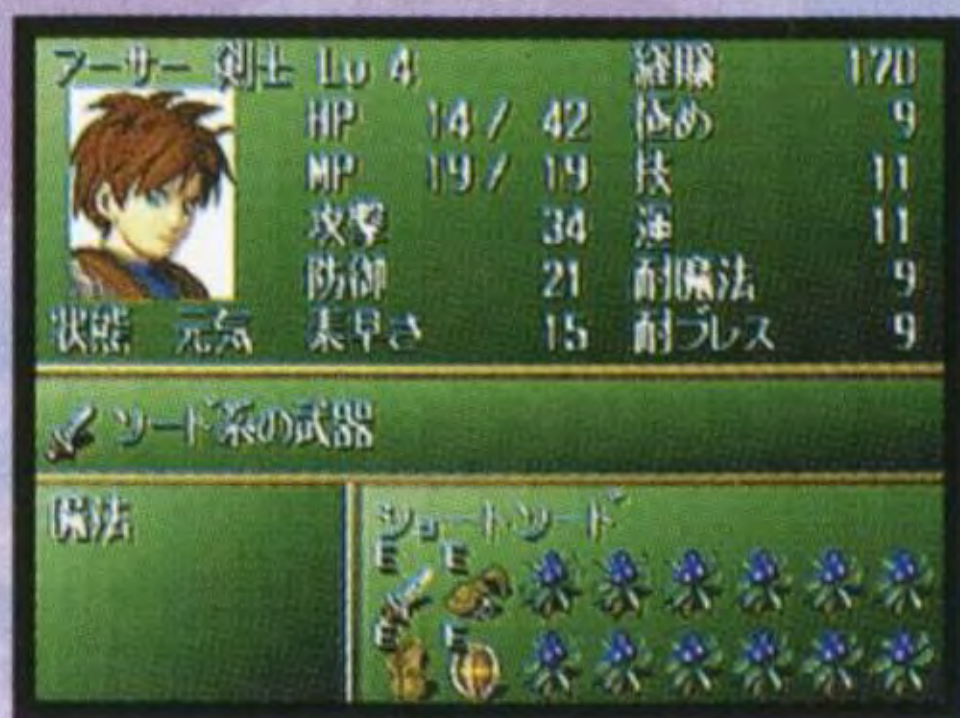 アーサー 剣士 Lv 4 経験 170
HP 14 / 42 極め 9
MP 19 / 19 技 11
攻撃 34 運 11
防御 21 耐魔法 9
状態 元気 素早さ 15 耐ブレス 9
ソード系の武器
魔法 ショートソード
E E
E E